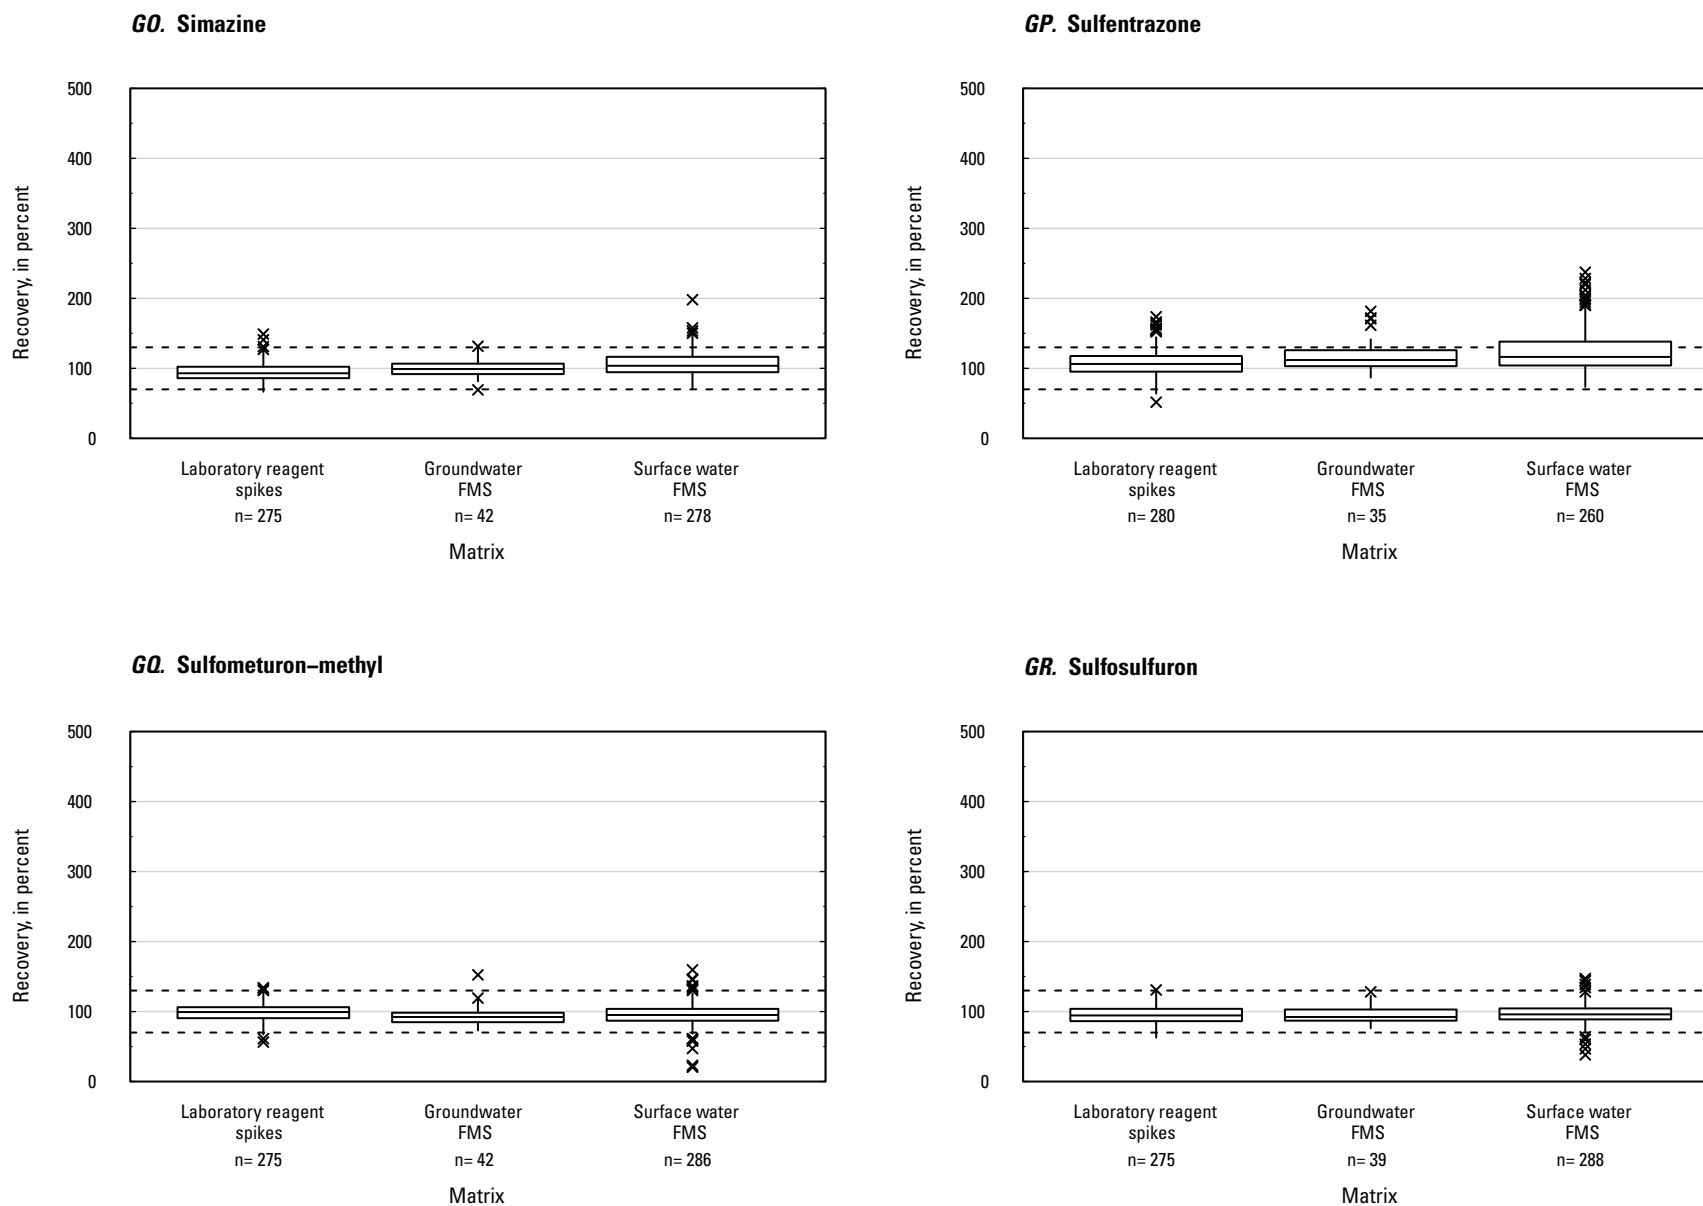 GO. Simazine
500
400
300
200
100
0
Recovery, in percent
Laboratory reagent
spikes
n= 275
Groundwater
FMS
n= 42
Surface water
FMS
n= 278
Matrix
GP. Sulfentrazone
500
400
300
200
100
0
Recovery, in percent
Laboratory reagent
spikes
n= 280
Groundwater
FMS
n= 35
Surface water
FMS
n= 260
Matrix
GQ. Sulfometuron–methyl
500
400
300
200
100
0
Recovery, in percent
Laboratory reagent
spikes
n= 275
Groundwater
FMS
n= 42
Surface water
FMS
n= 286
Matrix
GR. Sulfosulfuron
500
400
300
200
100
0
Recovery, in percent
Laboratory reagent
spikes
n= 275
Groundwater
FMS
n= 39
Surface water
FMS
n= 288
Matrix